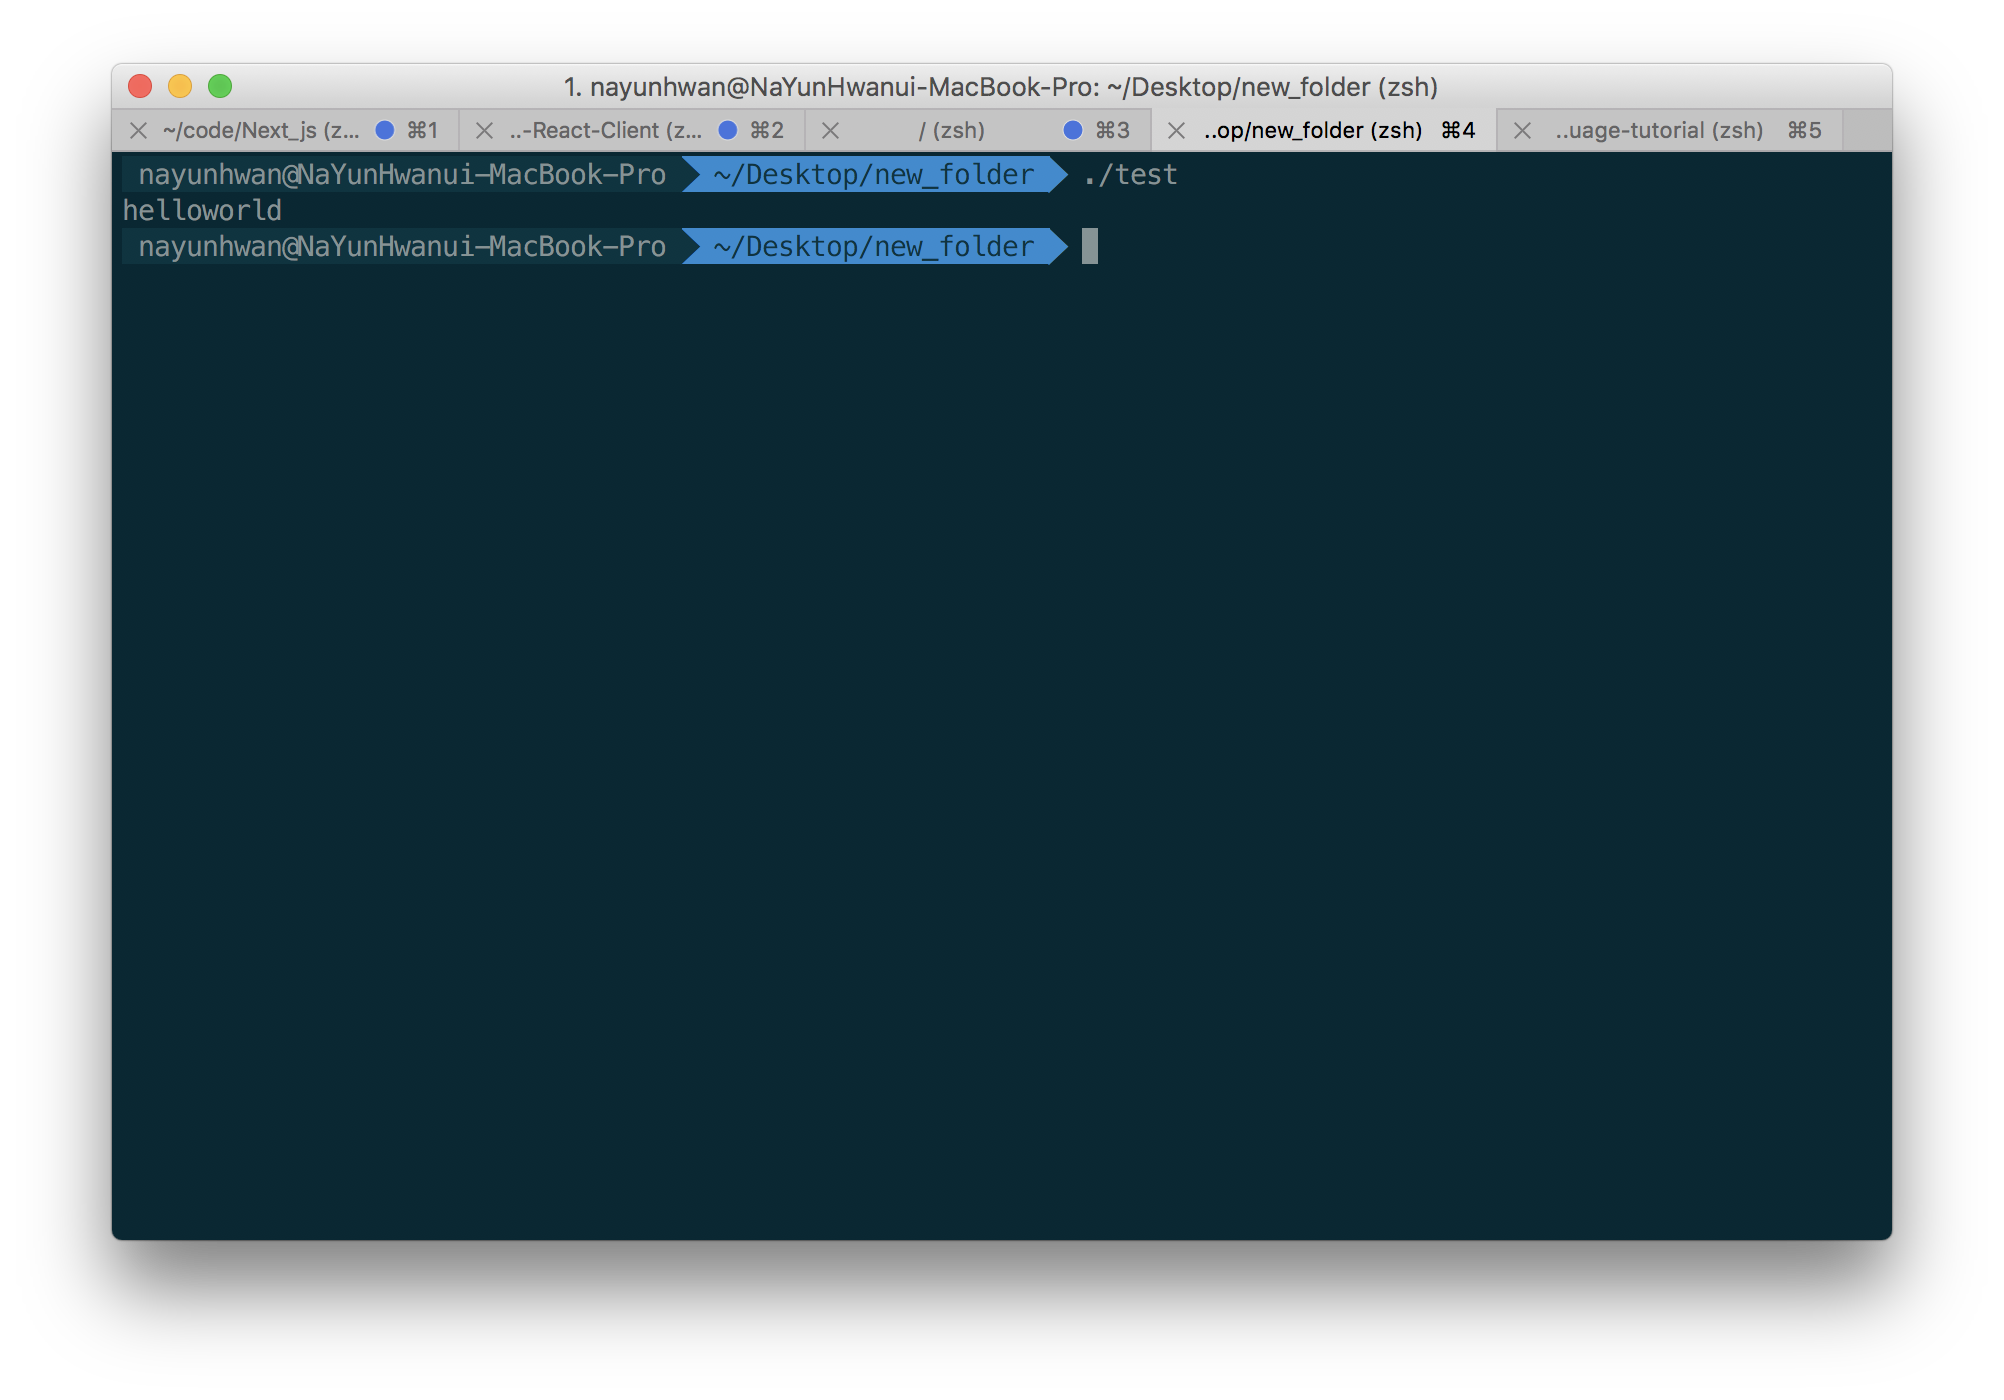 1. nayunhwan@NaYunHwanui-MacBook-Pro: ~/Desktop/new_folder (zsh)
~/code/Next_js (z... ⌘1 ..-React-Client (z... ⌘2 / (zsh) ⌘3 ..op/new_folder (zsh) ⌘4 ..uage-tutorial (zsh) ⌘5
nayunhwan@NaYunHwanui-MacBook-Pro ~/Desktop/new_folder ./test
helloworld
nayunhwan@NaYunHwanui-MacBook-Pro ~/Desktop/new_folder